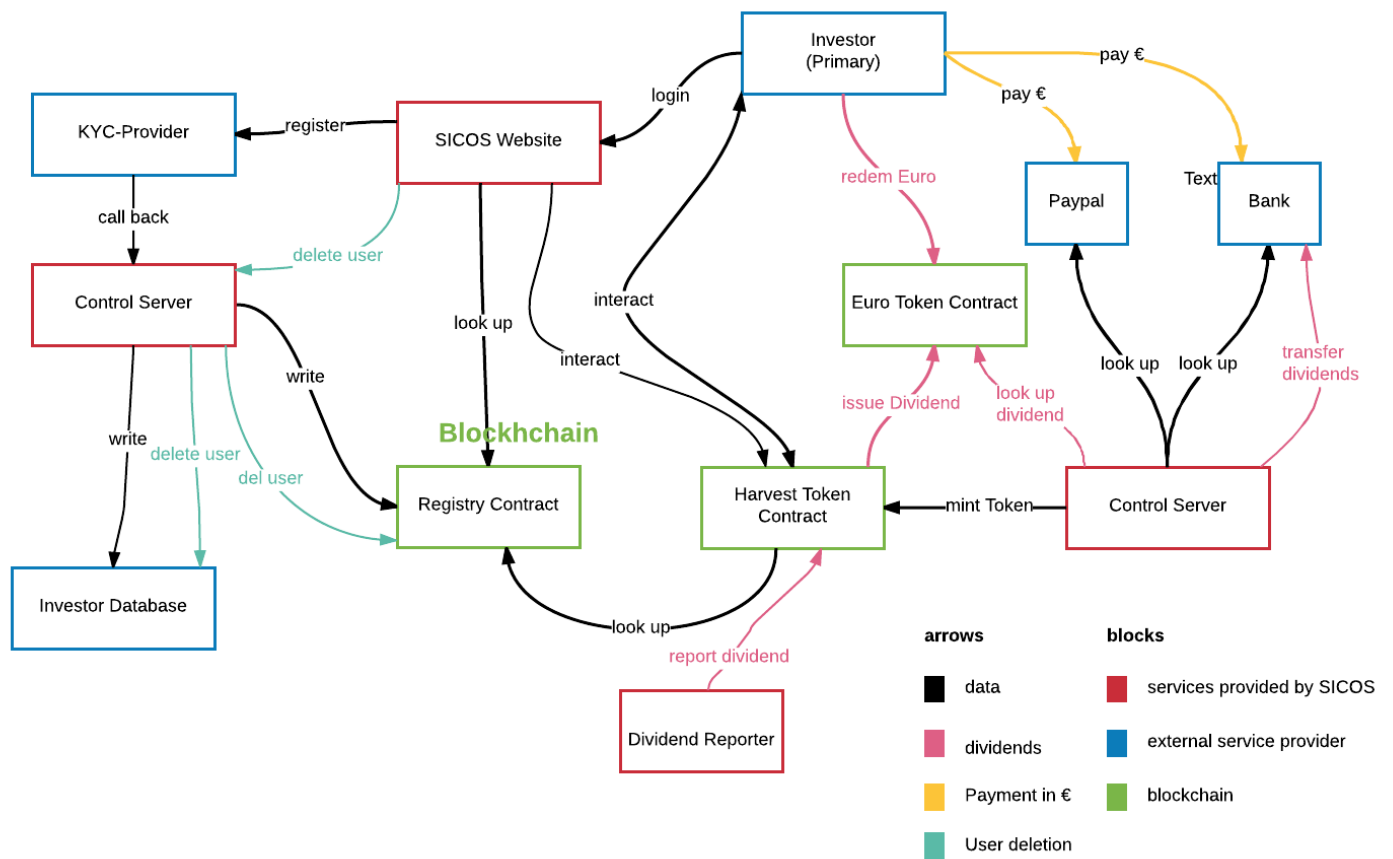 Investor
(Primary)
pay €
pay €
login
KYC-Provider
register
SICOS Website
redem Euro
Text
Paypal
Bank
call back
delete user
Control Server
interact
Euro Token Contract
look up
interact
write
look up
look up
transfer
dividends
issue Dividend
look up
dividend
Blockhchain
write
delete user
del user
Registry Contract
Harvest Token
Contract
mint Token
Control Server
Investor Database
look up
report dividend
Dividend Reporter
arrows
blocks
data
services provided by SICOS
dividends
external service provider
Payment in €
blockchain
User deletion